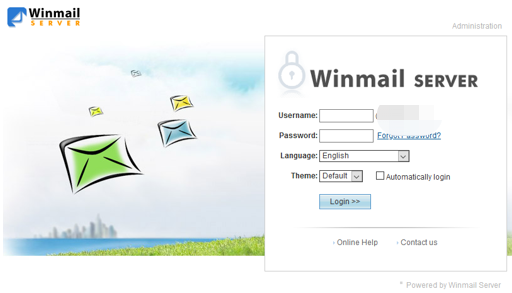 Winmail
SERVER
Administration
Winmail SERVER
Username:
Password: Forgot Password?
Language: English
Theme: Default Automatically login
Login >>
› Online Help › Contact us
Powered by Winmail Server